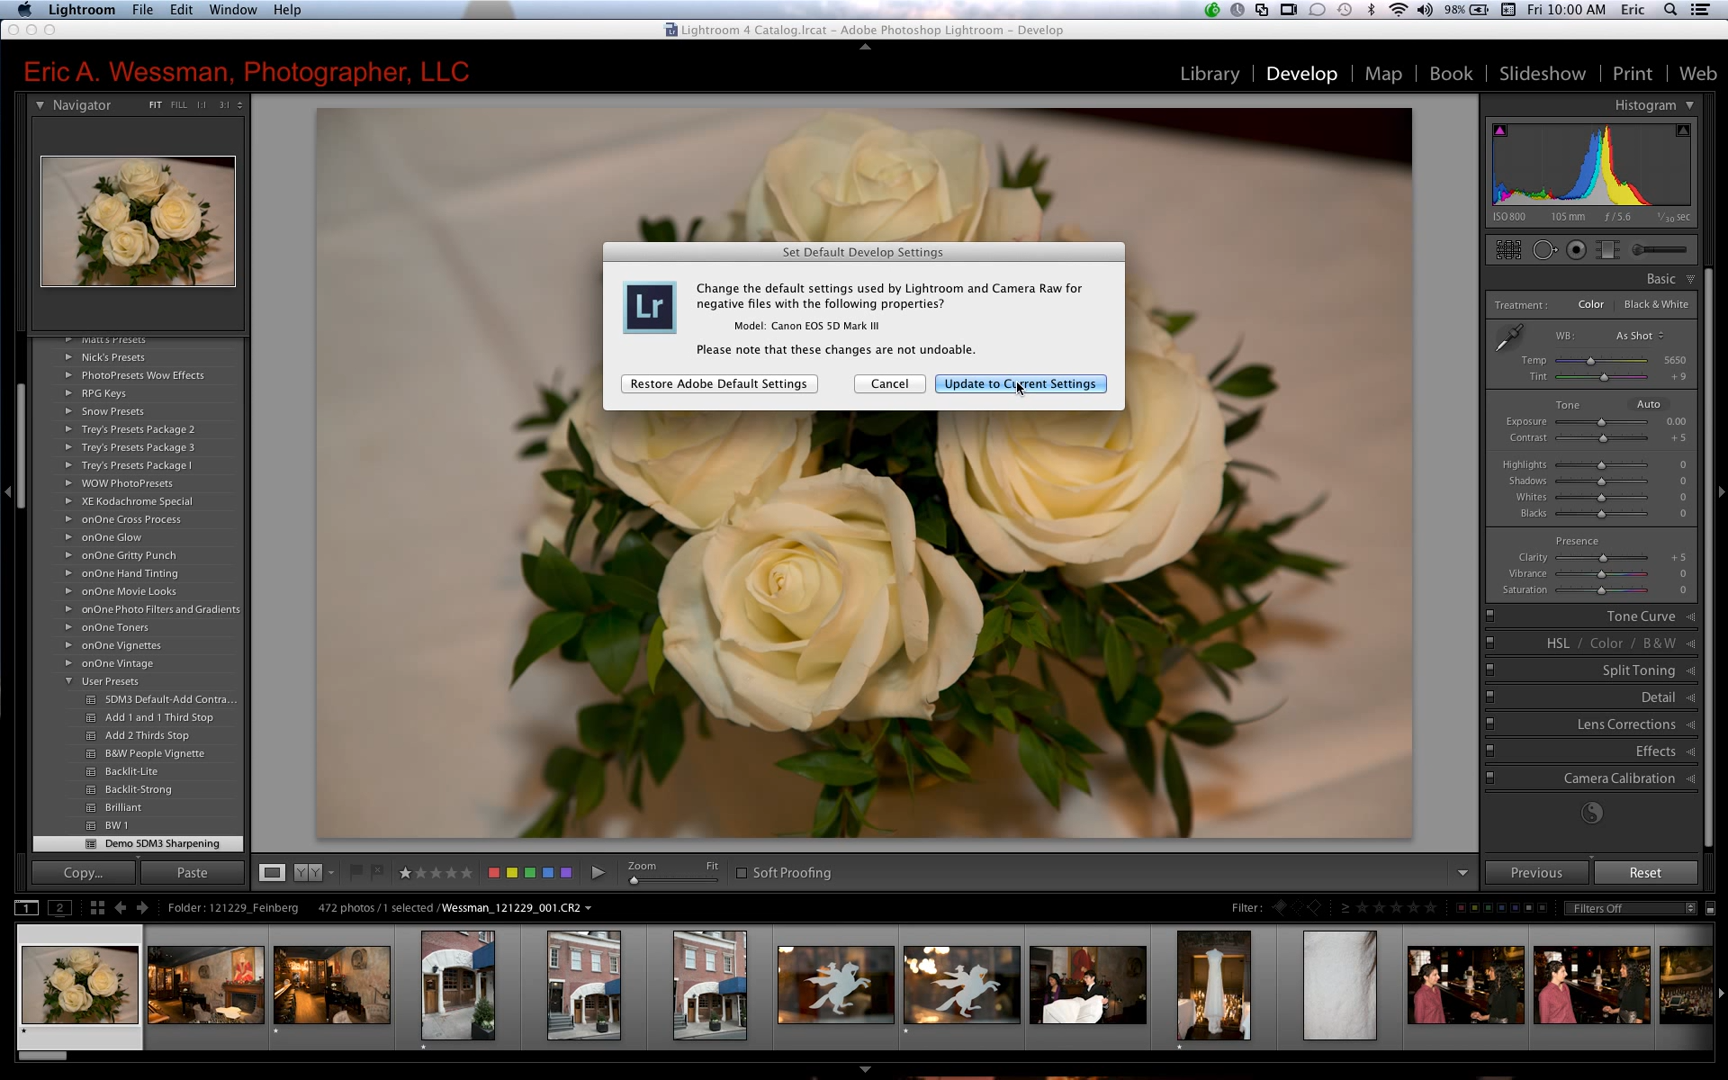 Lightroom File Edit Window Help
98% Fri 10:00 AM Eric
Lightroom 4 Catalog.lrcat – Adobe Photoshop Lightroom – Develop
Eric A. Wessman, Photographer, LLC
Library | Develop | Map | Book | Slideshow | Print | Web
Navigator FIT FILL 1:1 3:1
Matt's Presets
Nick's Presets
PhotoPresets Wow Effects
RPG Keys
Snow Presets
Trey's Presets Package 2
Trey's Presets Package 3
Trey's Presets Package I
WOW PhotoPresets
XE Kodachrome Special
onOne Cross Process
onOne Glow
onOne Gritty Punch
onOne Hand Tinting
onOne Movie Looks
onOne Photo Filters and Gradients
onOne Toners
onOne Vignettes
onOne Vintage
User Presets
5DM3 Default-Add Contra...
Add 1 and 1 Third Stop
Add 2 Thirds Stop
B&W People Vignette
Backlit-Lite
Backlit-Strong
Brilliant
BW 1
Demo 5DM3 Sharpening
Copy... Paste
Set Default Develop Settings
Lr
Change the default settings used by Lightroom and Camera Raw for
negative files with the following properties?
Model: Canon EOS 5D Mark III
Please note that these changes are not undoable.
Restore Adobe Default Settings Cancel Update to Current Settings
Histogram
ISO 800 105 mm f / 5.6 1/30 sec
Basic
Treatment : Color Black & White
WB: As Shot
Temp 5650
Tint + 9
Tone Auto
Exposure 0.00
Contrast + 5
Highlights 0
Shadows 0
Whites 0
Blacks 0
Presence
Clarity + 5
Vibrance 0
Saturation 0
Tone Curve
HSL / Color / B & W
Split Toning
Detail
Lens Corrections
Effects
Camera Calibration
Previous Reset
YY Zoom Fit Soft Proofing
1 2 Folder : 121229_Feinberg 472 photos / 1 selected / Wessman_121229_001.CR2
Filter : ≥ Filters Off